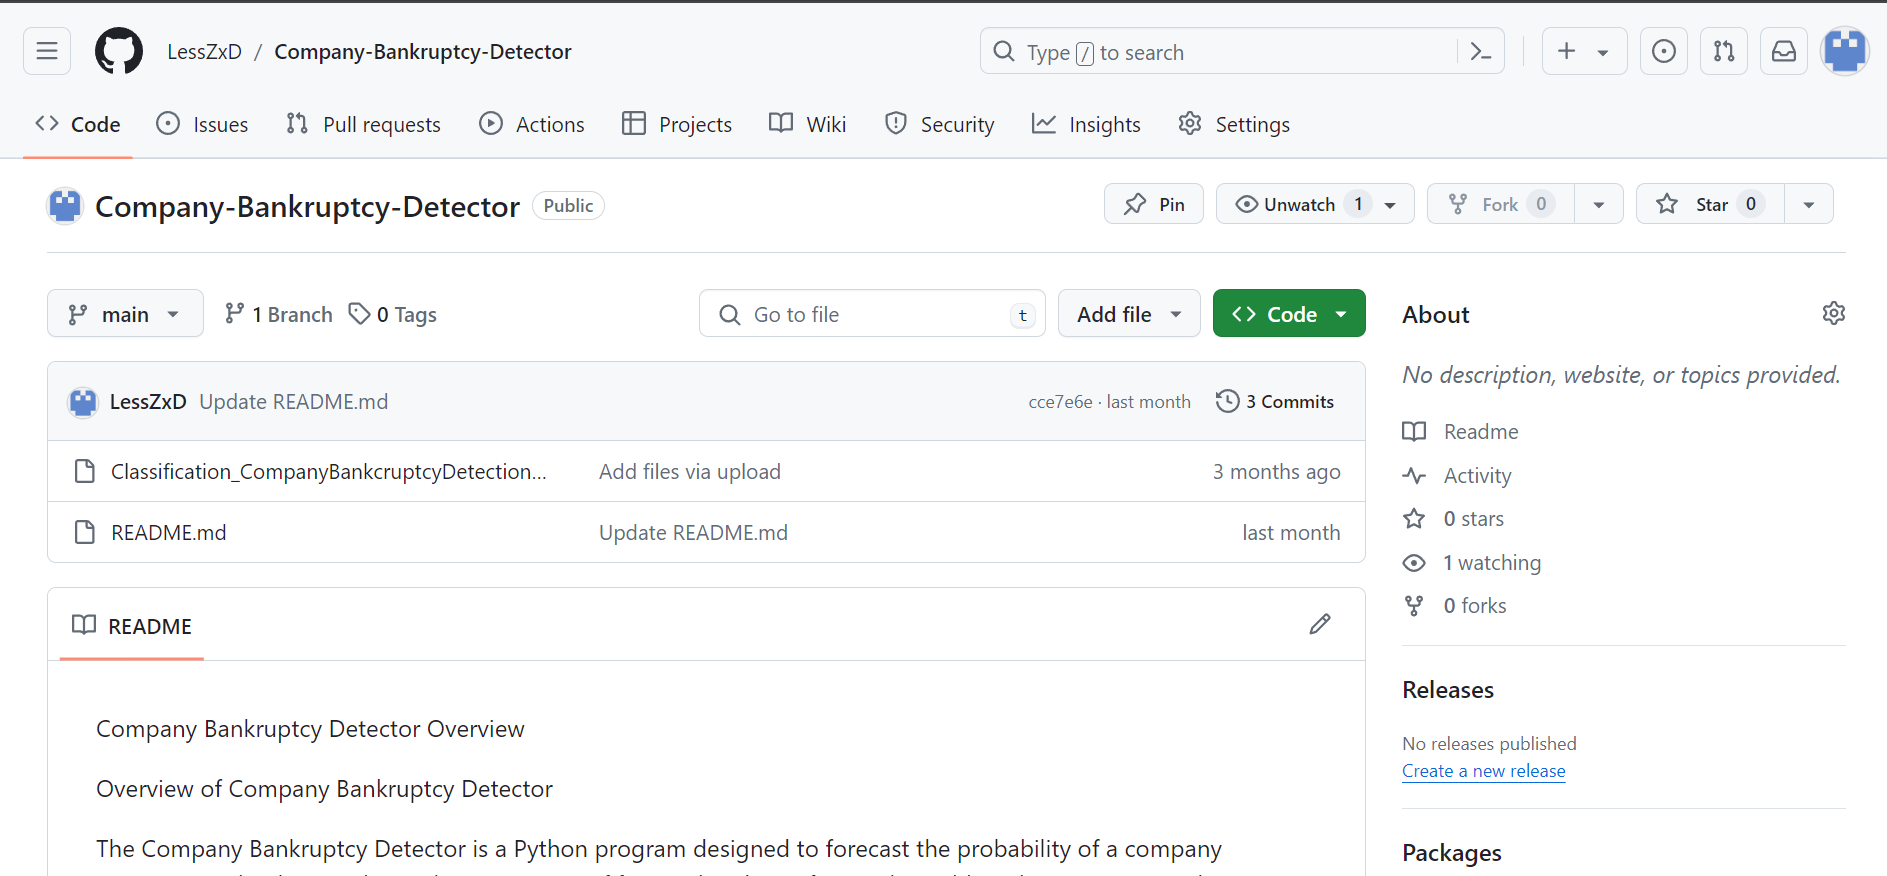 LessZxD / Company-Bankruptcy-Detector
Type / to search
Code Issues Pull requests Actions Projects Wiki Security Insights Settings
Company-Bankruptcy-Detector Public
Pin Unwatch 1 Fork 0 Star 0
main 1 Branch 0 Tags Go to file t Add file Code
LessZxD Update README.md cce7e6e · last month 3 Commits
Classification_CompanyBankcruptcyDetection... Add files via upload 3 months ago
README.md Update README.md last month
README
Company Bankruptcy Detector Overview
Overview of Company Bankruptcy Detector
The Company Bankruptcy Detector is a Python program designed to forecast the probability of a company
About
No description, website, or topics provided.
Readme
Activity
0 stars
1 watching
0 forks
Releases
No releases published
Create a new release
Packages